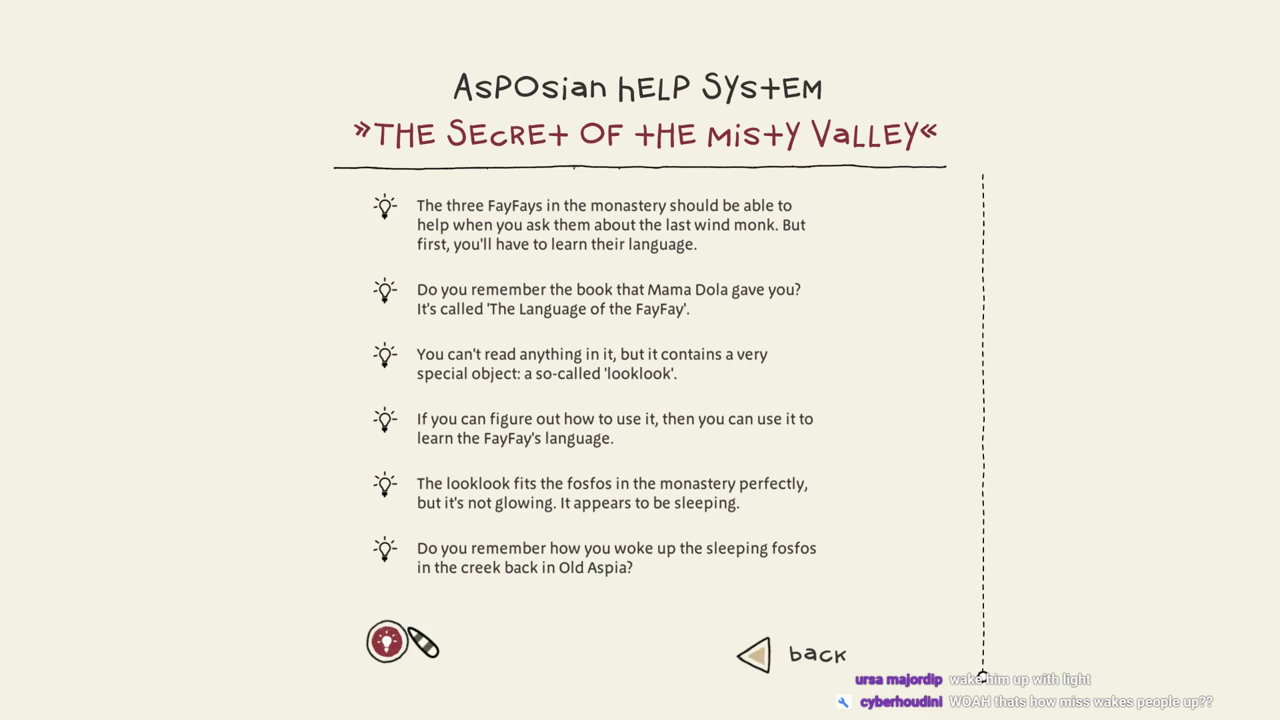 AsPOsian hELP SYstEM
»THE SEcREt OF tHE MistY VaLLEY«
The three FayFays in the monastery should be able to
help when you ask them about the last wind monk. But
first, you'll have to learn their language.
Do you remember the book that Mama Dola gave you?
It's called 'The Language of the FayFay'.
You can't read anything in it, but it contains a very
special object: a so-called 'looklook'.
If you can figure out how to use it, then you can use it to
learn the FayFay's language.
The looklook fits the fosfos in the monastery perfectly,
but it's not glowing. It appears to be sleeping.
Do you remember how you woke up the sleeping fosfos
in the creek back in Old Aspia?
back
ursa majordip wake him up with light
cyberhoudini WOAH thats how miss wakes people up??